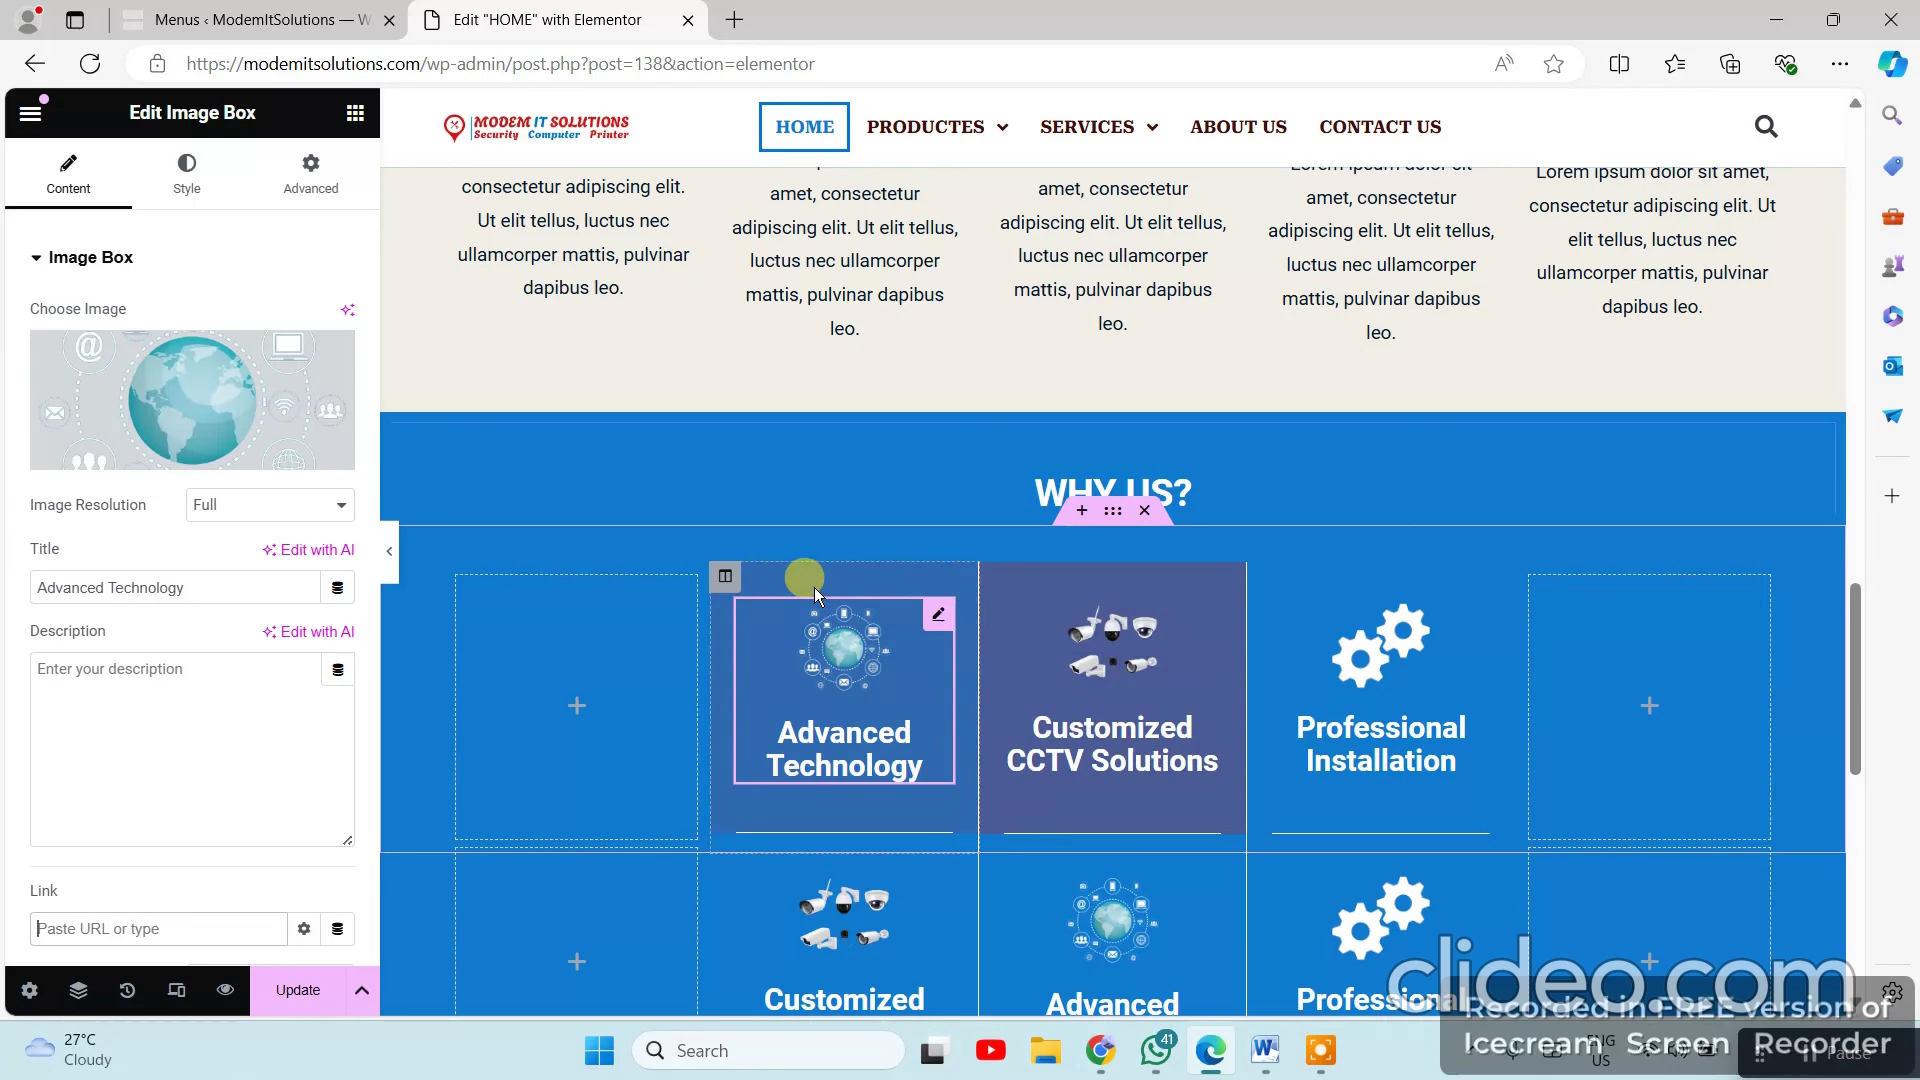 Menus ‹ ModemItSolutions — W
Edit "HOME" with Elementor
https://modemitsolutions.com/wp-admin/post.php?post=138&action=elementor
Edit Image Box
Content
Style
Advanced
Image Box
Choose Image
Image Resolution
Full
Title
Edit with AI
Advanced Technology
Description
Edit with AI
Enter your description
Link
Paste URL or type
Update
MODEM IT SOLUTIONS
Security Computer Printer
HOME
PRODUCTES
SERVICES
ABOUT US
CONTACT US
consectetur adipiscing elit.
Ut elit tellus, luctus nec
ullamcorper mattis, pulvinar
dapibus leo.
amet, consectetur
adipiscing elit. Ut elit tellus,
luctus nec ullamcorper
mattis, pulvinar dapibus
leo.
amet, consectetur
adipiscing elit. Ut elit tellus,
luctus nec ullamcorper
mattis, pulvinar dapibus
leo.
Lorem ipsum dolor sit
amet, consectetur
adipiscing elit. Ut elit tellus,
luctus nec ullamcorper
mattis, pulvinar dapibus
leo.
Lorem ipsum dolor sit amet,
consectetur adipiscing elit. Ut
elit tellus, luctus nec
ullamcorper mattis, pulvinar
dapibus leo.
WHY US?
Advanced
Technology
Customized
CCTV Solutions
Professional
Installation
Customized
Advanced
Professional
clideo.com
Recorded in FREE version of
Icecream Screen Recorder
Pause
27°C
Cloudy
Search
41
ENG
US